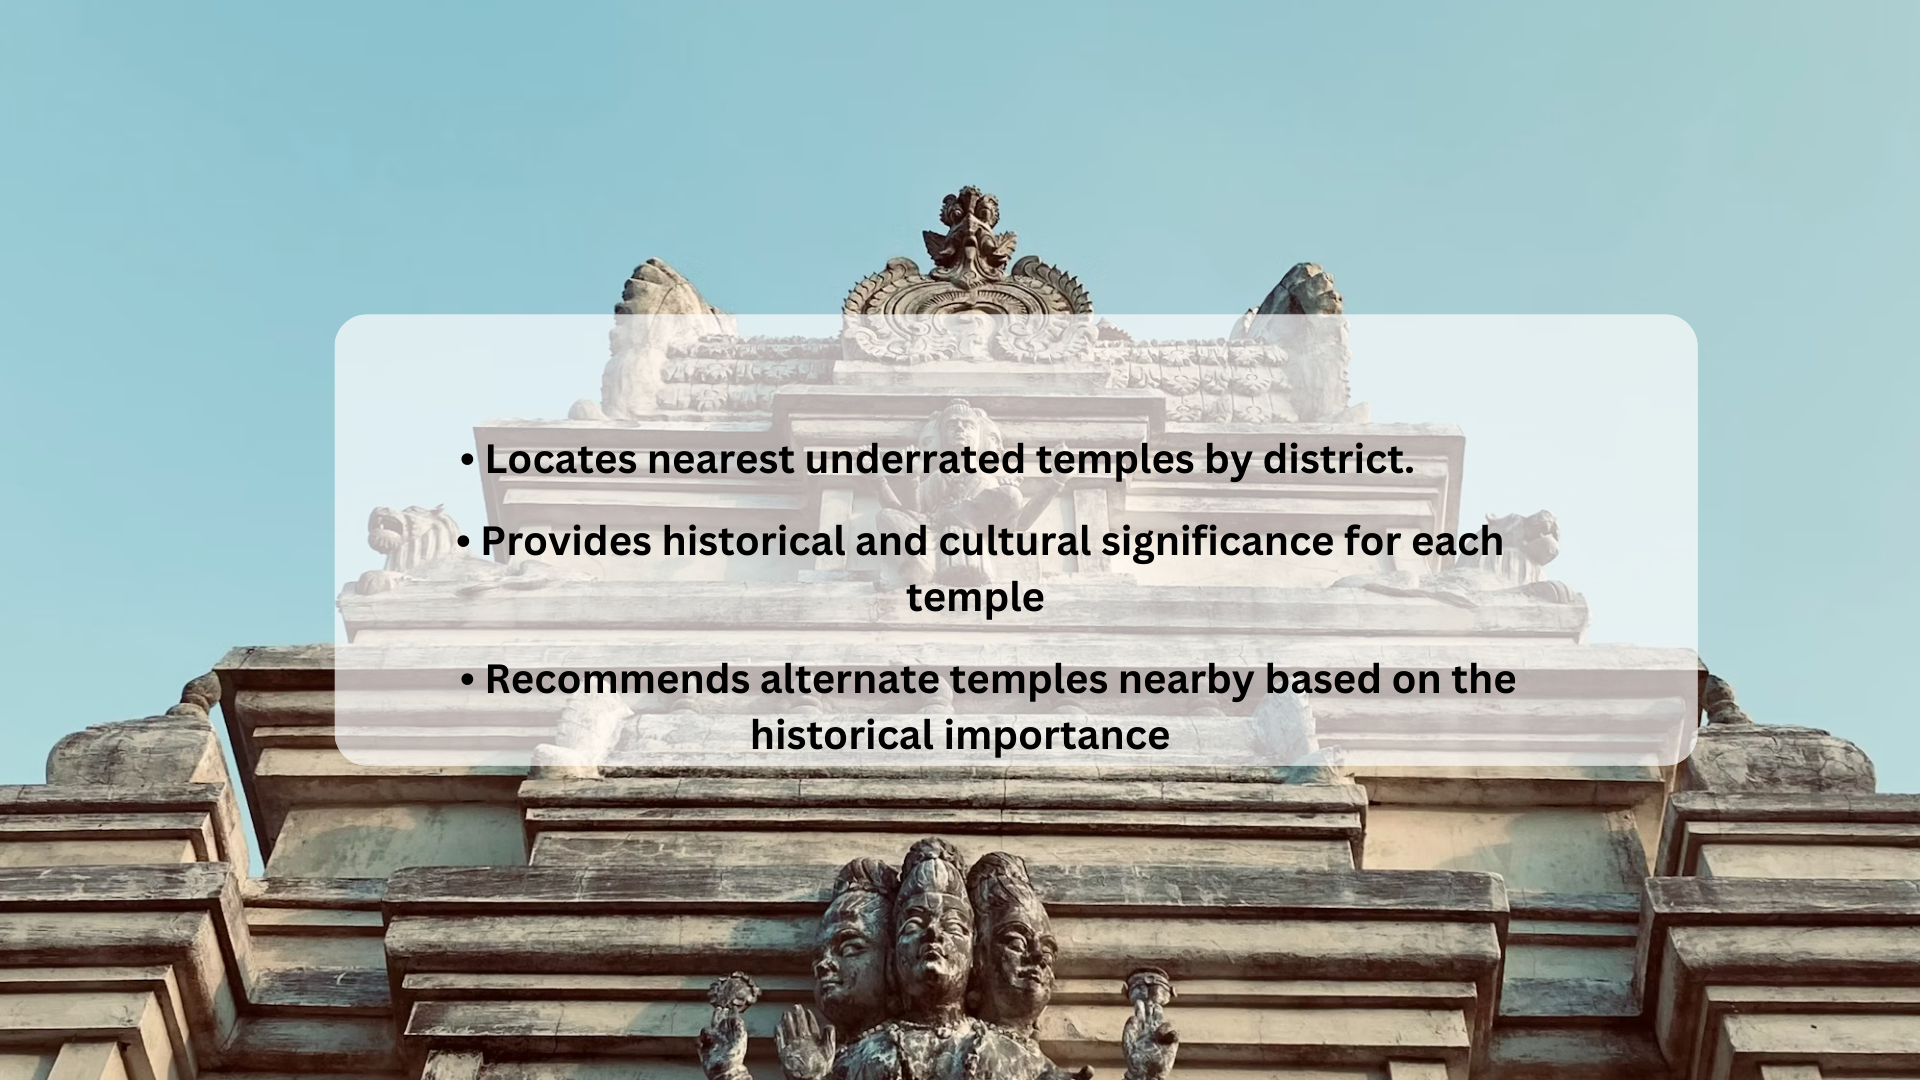 • Locates nearest underrated temples by district.
• Provides historical and cultural significance for each
temple
• Recommends alternate temples nearby based on the
historical importance